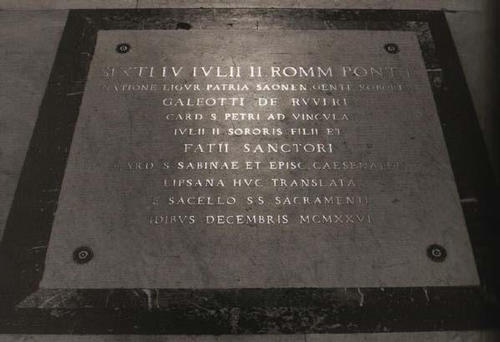 SIXTI IV IVLII II ROMM PONTT
NATIONE LIGVR PATRIA SAONEN GENTE
GALEOTTI DE RVVERE
CARD S PETRI AD VINCVLA
IVLII II SORORIS FILII ET
FATII SANCTORI
CARD S SABINAE ET EPISC CAESENATEN
LIPSANA HVC TRANSLATA
E SACELLO SS SACRAMENTI
IDIBVS DECEMBRIS MCMXXVI